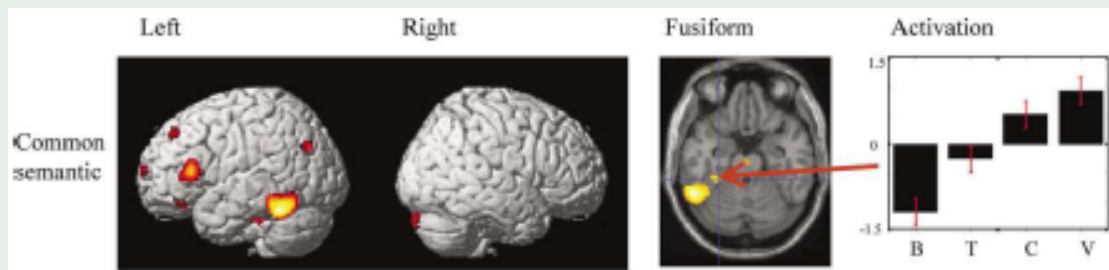 Left Right Fusiform Activation
Common
semantic
1.5
0
-1.5
B T C V